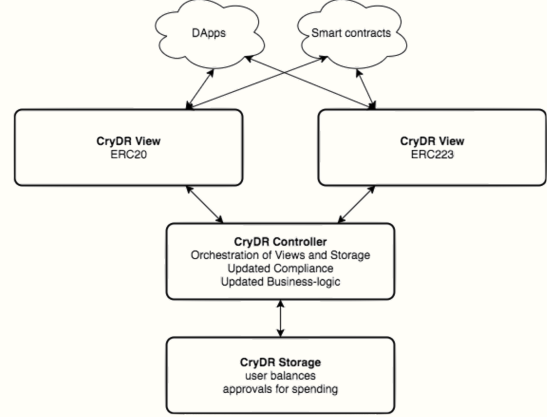 DApps
Smart contracts
CryDR View
ERC20
CryDR View
ERC223
CryDR Controller
Orchestration of Views and Storage
Updated Compliance
Updated Business-logic
CryDR Storage
user balances
approvals for spending